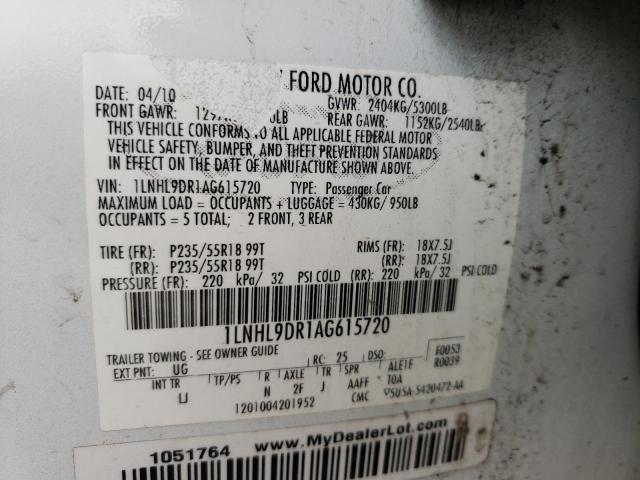 FORD MOTOR CO.
DATE: 04/10 GVWR: 2404KG/5300LB
FRONT GAWR: LB REAR GAWR: 1152KG/2540LB
THIS VEHICLE CONFORMS TO ALL APPLICABLE FEDERAL MOTOR
VEHICLE SAFETY, BUMPER, AND THEFT PREVENTION STANDARDS
IN EFFECT ON THE DATE OF MANUFACTURE SHOWN ABOVE.
VIN: 1LNHL9DR1AG615720 TYPE: Passenger Car
MAXIMUM LOAD = OCCUPANTS + LUGGAGE = 430KG/950LB
OCCUPANTS = 5 TOTAL; 2 FRONT, 3 REAR
TIRE (FR): P235/55R18 99T RIMS (FR): 18X7.5J
(RR): P235/55R18 99T (RR): 18X7.5J
PRESSURE (FR): 220 kPa/ 32 PSI COLD (RR): 220 kPa/ 32 PSI COLD
1LNHL9DR1AG615720
TRAILER TOWING - SEE OWNER GUIDE
EXT PNT: UG RC: 25 DSO: F0053
R0039
INT TR TP/PS R AXLE TR SPR ALE1F
LJ N 2F J AAFF T0A
1201004201952 CMC 5U5A-5420472-AA
1051764 www.MyDealerLot.com